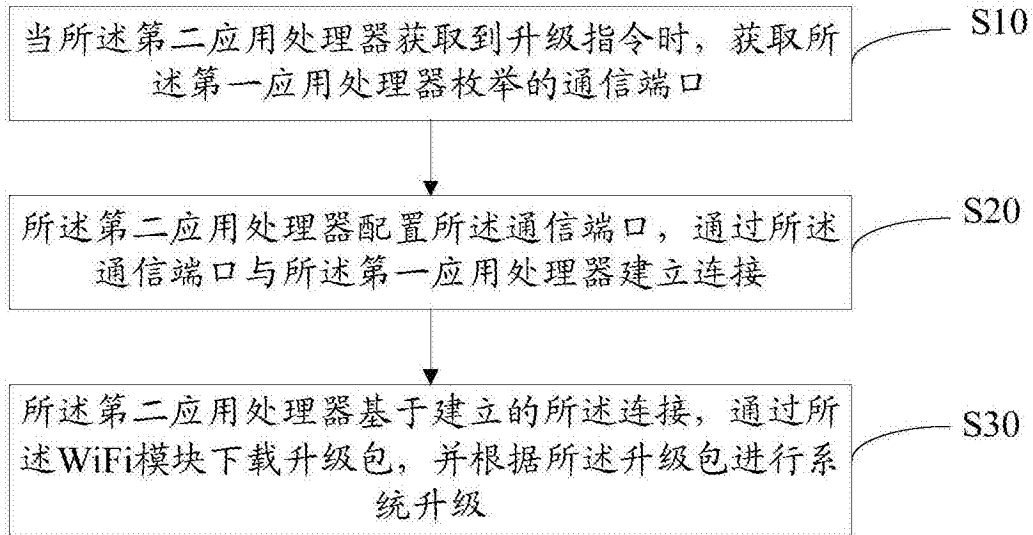 当所述第二应用处理器获取到升级指令时，获取所
述第一应用处理器枚举的通信端口
S10
所述第二应用处理器配置所述通信端口，通过所述
通信端口与所述第一应用处理器建立连接
S20
所述第二应用处理器基于建立的所述连接，通过所
述WiFi模块下载升级包，并根据所述升级包进行系
统升级
S30